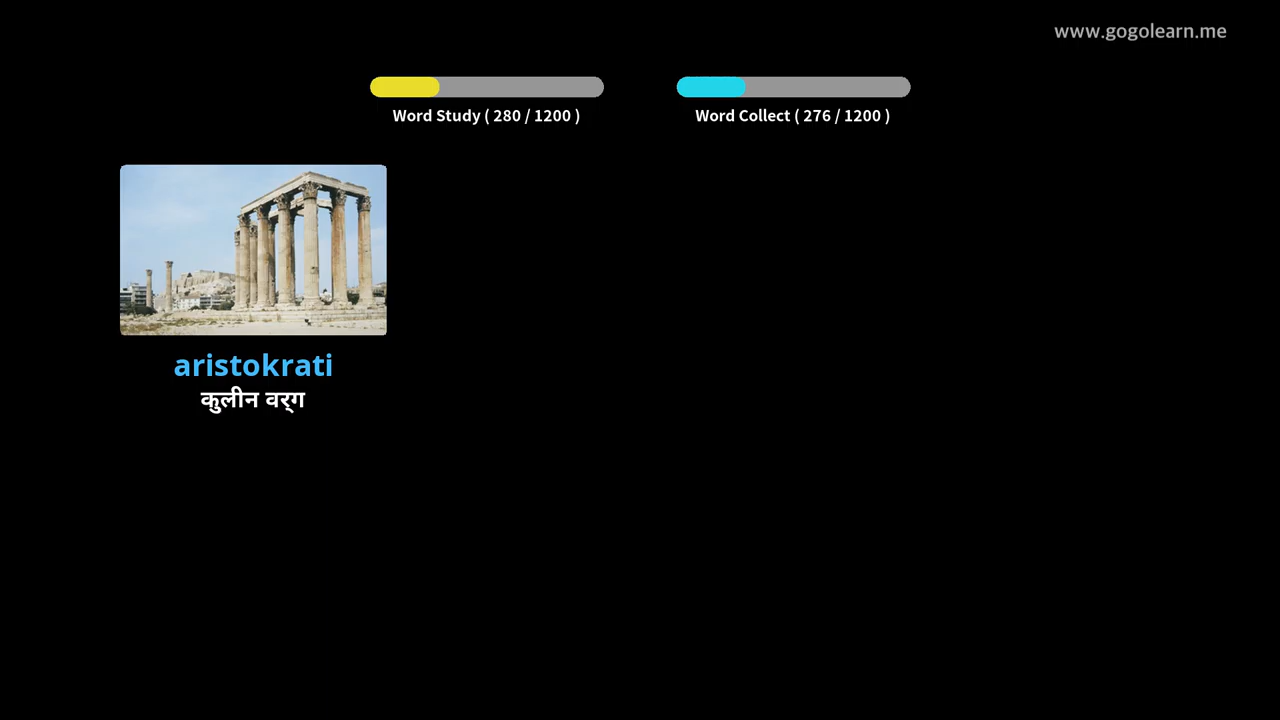 www.gogolearn.me
Word Study ( 280 / 1200 )
Word Collect ( 276 / 1200 )
aristokrati
कुलीन वर्ग